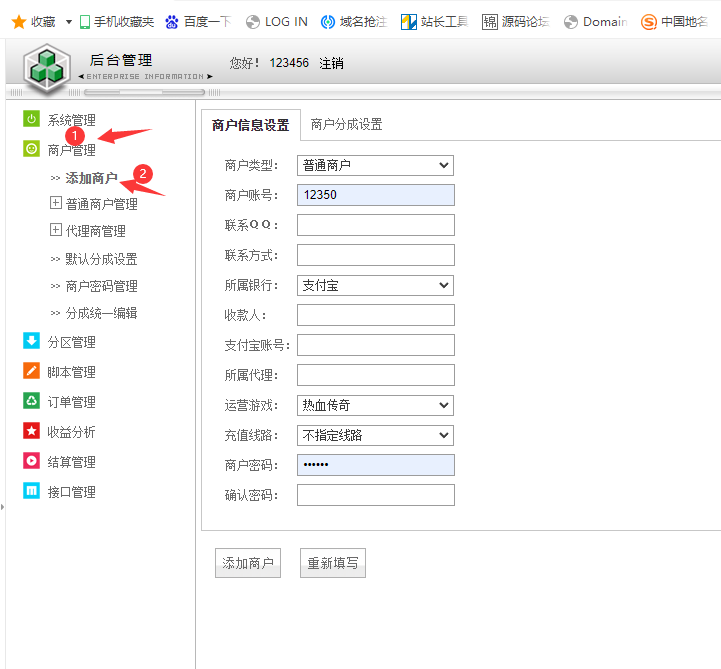 收藏 手机收藏夹 百度一下 LOG IN 域名抢注 站长工具 源码论坛 Domain 中国地名
后台管理
ENTERPRISE INFORMATION
您好！ 123456 注销
系统管理
1
商户管理
>> 添加商户
2
普通商户管理
代理商管理
>> 默认分成设置
>> 商户密码管理
>> 分成统一编辑
分区管理
脚本管理
订单管理
收益分析
结算管理
接口管理
商户信息设置 商户分成设置
商户类型： 普通商户
商户账号： 12350
联系ＱＱ：
联系方式：
所属银行： 支付宝
收款人：
支付宝账号：
所属代理：
运营游戏： 热血传奇
充值线路： 不指定线路
商户密码： ••••••
确认密码：
添加商户 重新填写